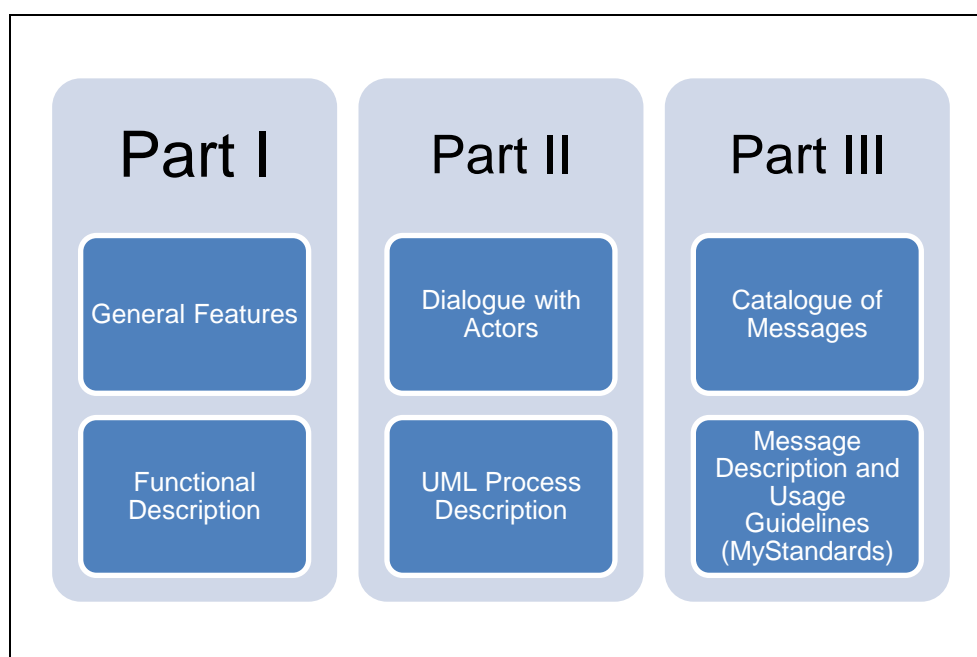 Part I
General Features
Functional
Description
Part II
Dialogue with
Actors
UML Process
Description
Part III
Catalogue of
Messages
Message
Description and
Usage
Guidelines
(MyStandards)